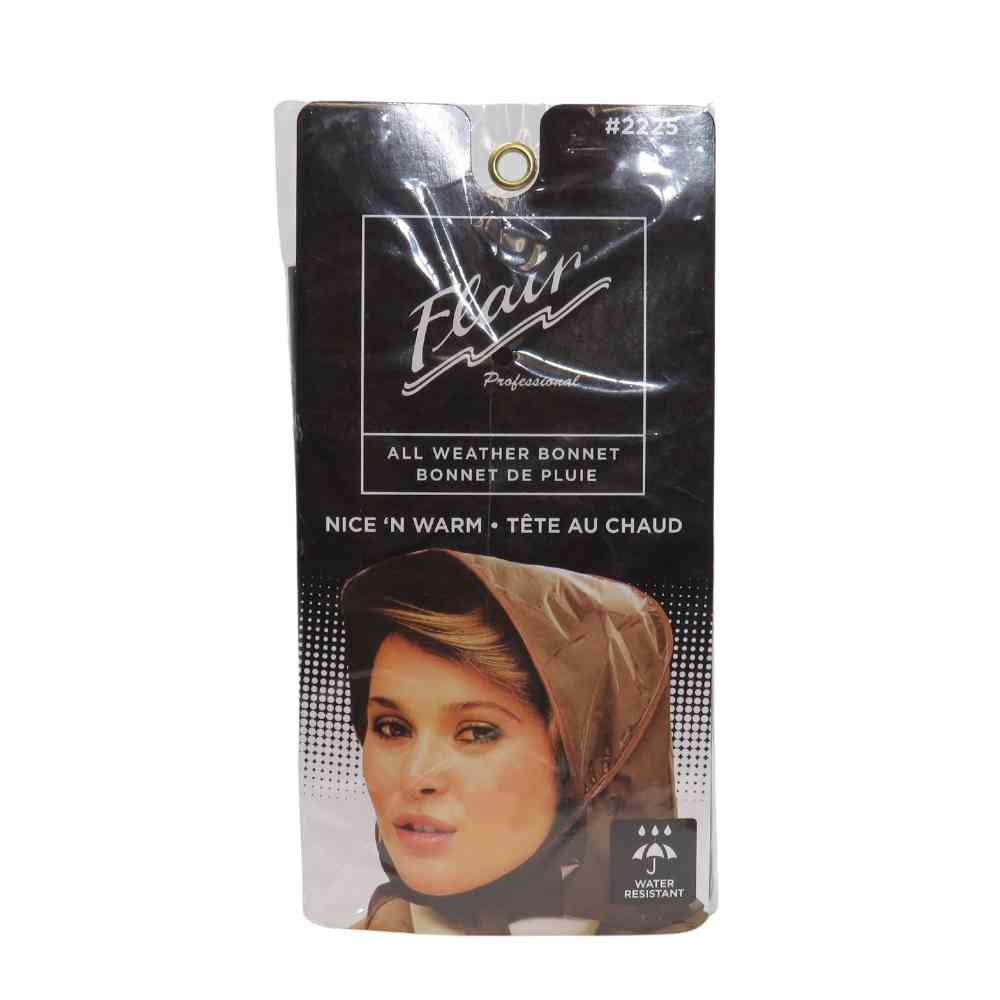 #2225
Flair®
Professional
ALL WEATHER BONNET
BONNET DE PLUIE
NICE 'N WARM • TÊTE AU CHAUD
WATER
RESISTANT